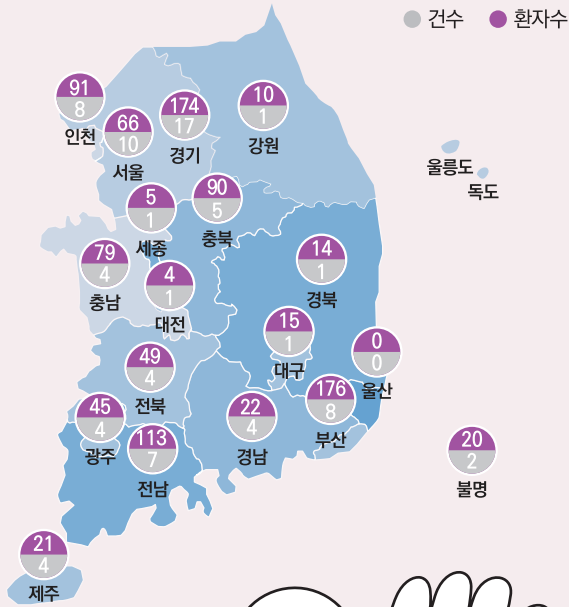 건수 환자수
91
8
인천
66
10
서울
174
17
경기
10
1
강원
울릉도
독도
5
1
세종
90
5
충북
79
4
충남
4
1
대전
14
1
경북
15
1
대구
0
0
울산
49
4
전북
45
4
광주
113
7
전남
22
4
경남
176
8
부산
20
2
불명
21
4
제주